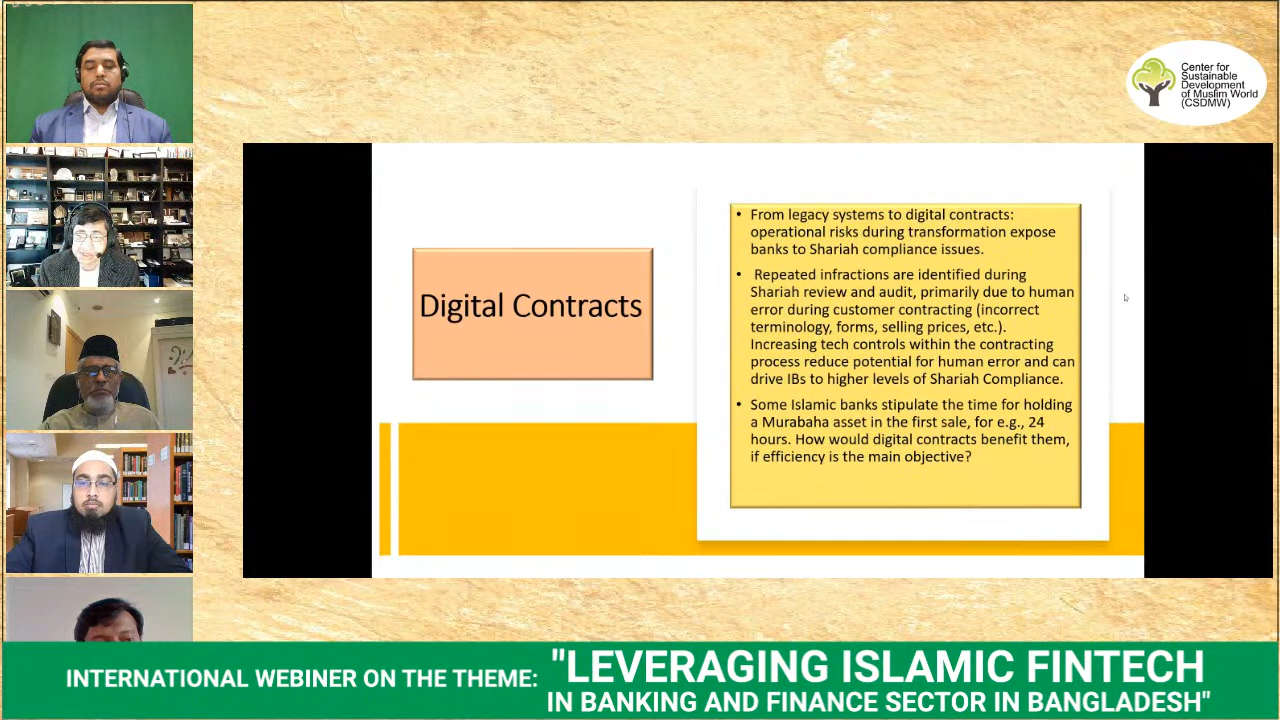 Center for
Sustainable
Development
of Muslim World
(CSDMW)
Digital Contracts
• From legacy systems to digital contracts:
operational risks during transformation expose
banks to Shariah compliance issues.
• Repeated infractions are identified during
Shariah review and audit, primarily due to human
error during customer contracting (incorrect
terminology, forms, selling prices, etc.).
Increasing tech controls within the contracting
process reduce potential for human error and can
drive IBs to higher levels of Shariah Compliance.
• Some Islamic banks stipulate the time for holding
a Murabaha asset in the first sale, for e.g., 24
hours. How would digital contracts benefit them,
if efficiency is the main objective?
INTERNATIONAL WEBINER ON THE THEME:
"LEVERAGING ISLAMIC FINTECH
IN BANKING AND FINANCE SECTOR IN BANGLADESH"